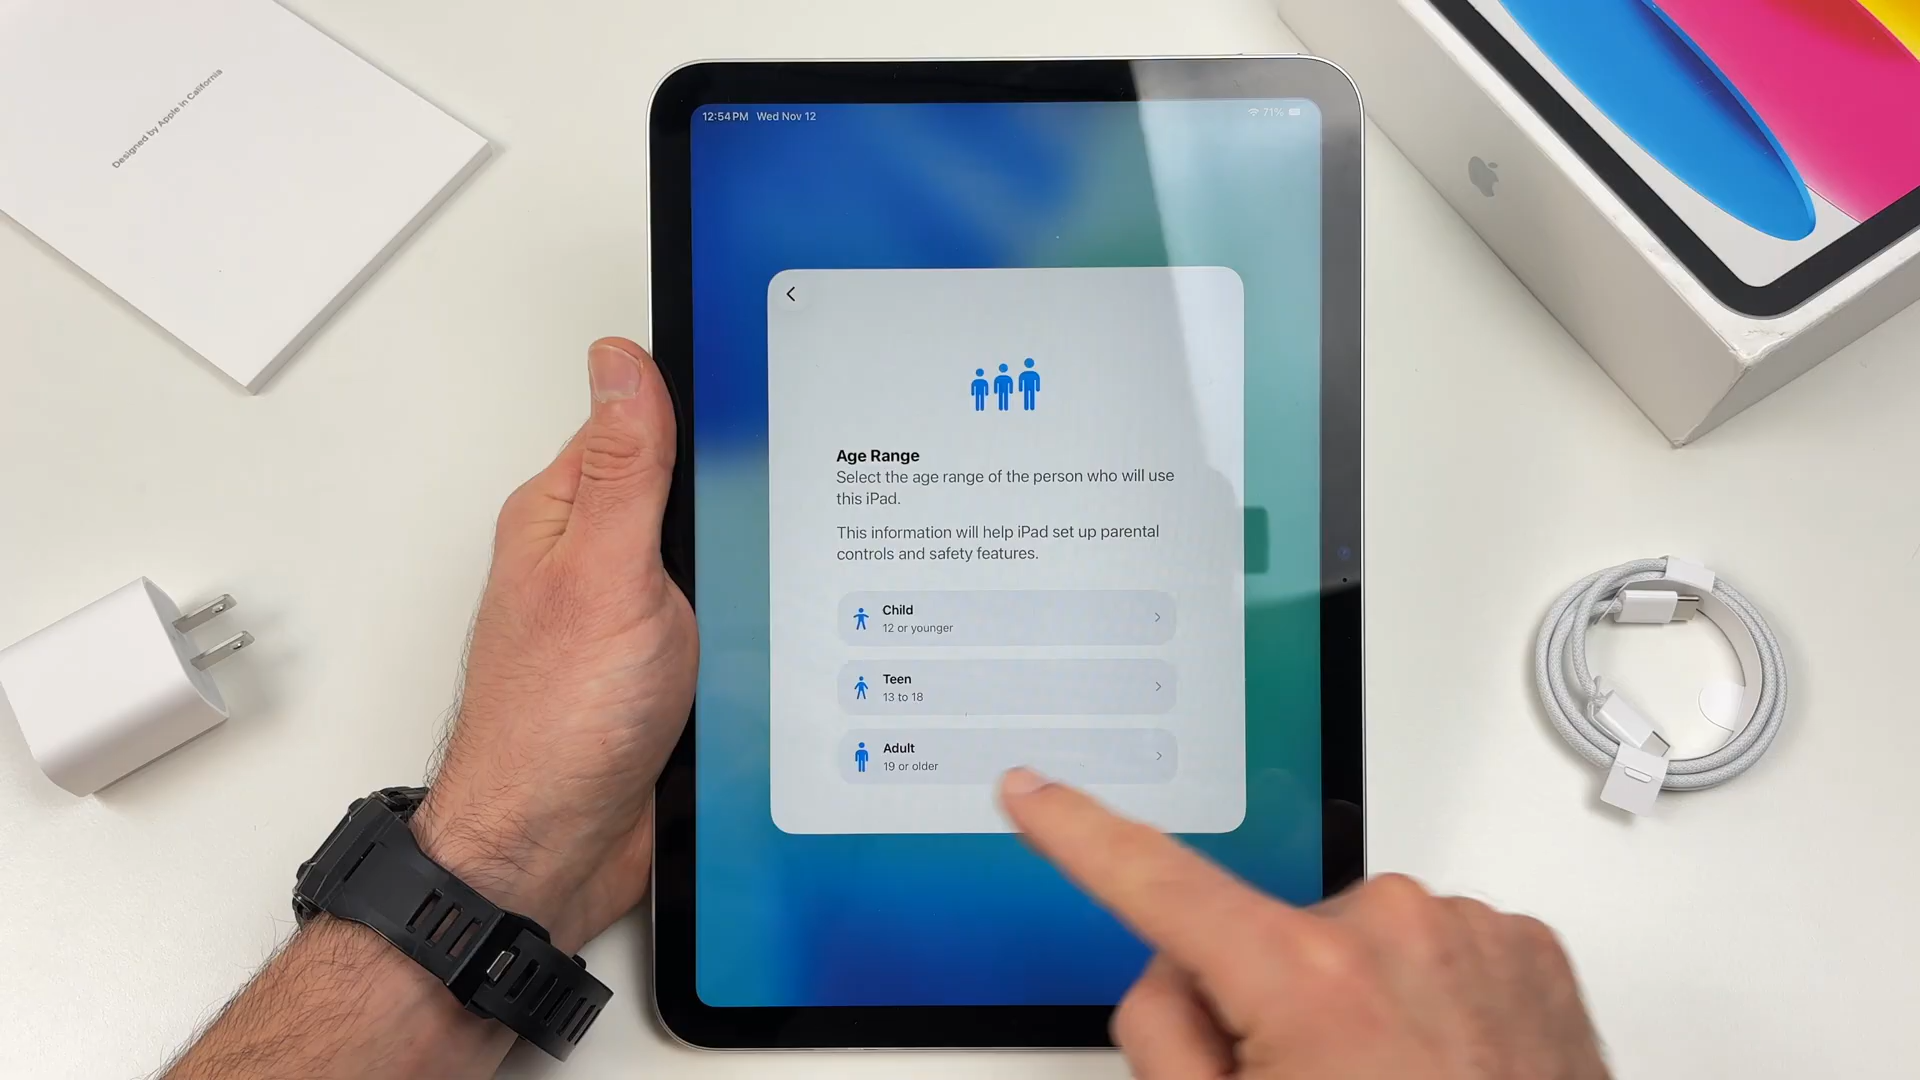 Designed by Apple in California
12:54 PM Wed Nov 12
71%
Age Range
Select the age range of the person who will use
this iPad.
This information will help iPad set up parental
controls and safety features.
Child
12 or younger
Teen
13 to 18
Adult
19 or older